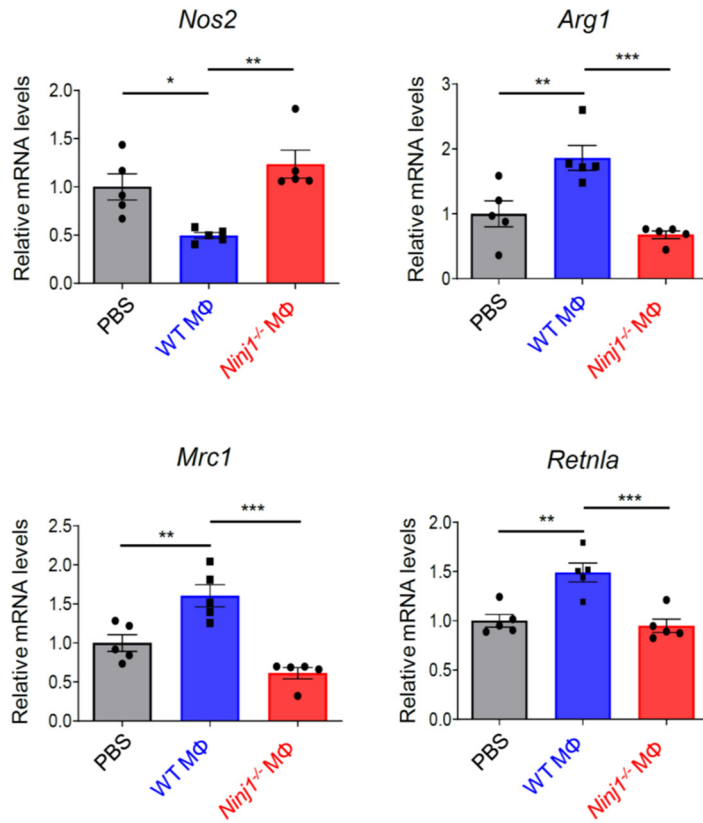 Nos2
Relative mRNA levels
2.0
1.5
1.0
0.5
0.0
*
**
PBS
WT MΦ
Ninj1-/- MΦ
Arg1
Relative mRNA levels
3
2
1
0
**
***
PBS
WT MΦ
Ninj1-/- MΦ
Mrc1
Relative mRNA levels
2.5
2.0
1.5
1.0
0.5
0.0
**
***
PBS
WT MΦ
Ninj1-/- MΦ
Retnla
Relative mRNA levels
2.0
1.5
1.0
0.5
0.0
**
***
PBS
WT MΦ
Ninj1-/- MΦ